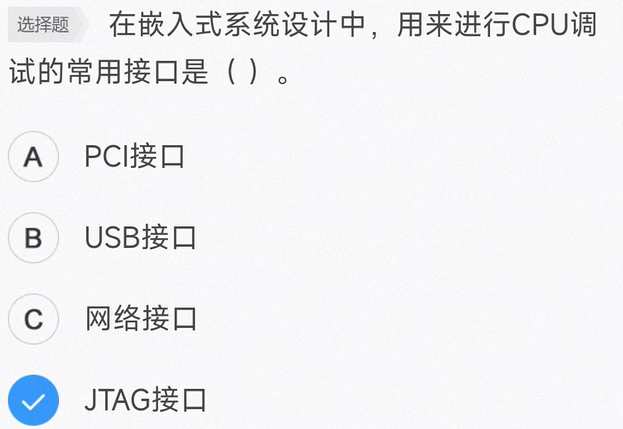 选择题 在嵌入式系统设计中，用来进行CPU调
试的常用接口是（ ）。
A PCI接口
B USB接口
C 网络接口
JTAG接口